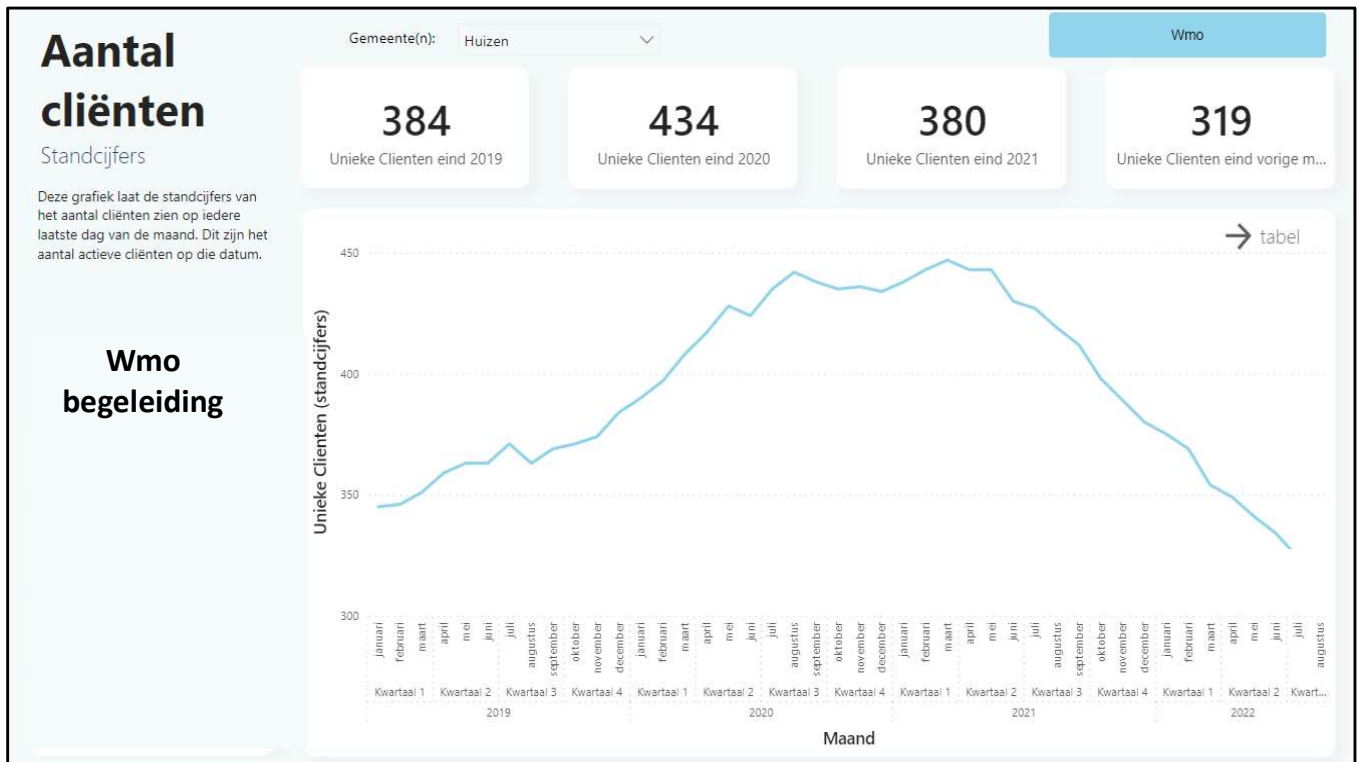 Aantal
cliënten
Standcijfers
Deze grafiek laat de standcijfers van
het aantal cliënten zien op iedere
laatste dag van de maand. Dit zijn het
aantal actieve cliënten op die datum.
Wmo
begeleiding
Gemeente(n): Huizen
Wmo
384
Unieke Clienten eind 2019
434
Unieke Clienten eind 2020
380
Unieke Clienten eind 2021
319
Unieke Clienten eind vorige m...
→ tabel
Unieke Clienten (standcijfers)
450
400
350
300
januari februari maart april mei juni juli augustus september oktober november december januari februari maart april mei juni juli augustus september oktober november december januari februari maart april mei juni juli augustus september oktober november december januari februari maart april mei juni juli augustus
Kwartaal 1 Kwartaal 2 Kwartaal 3 Kwartaal 4 Kwartaal 1 Kwartaal 2 Kwartaal 3 Kwartaal 4 Kwartaal 1 Kwartaal 2 Kwartaal 3 Kwartaal 4 Kwartaal 1 Kwartaal 2 Kwart...
2019 2020 2021 2022
Maand